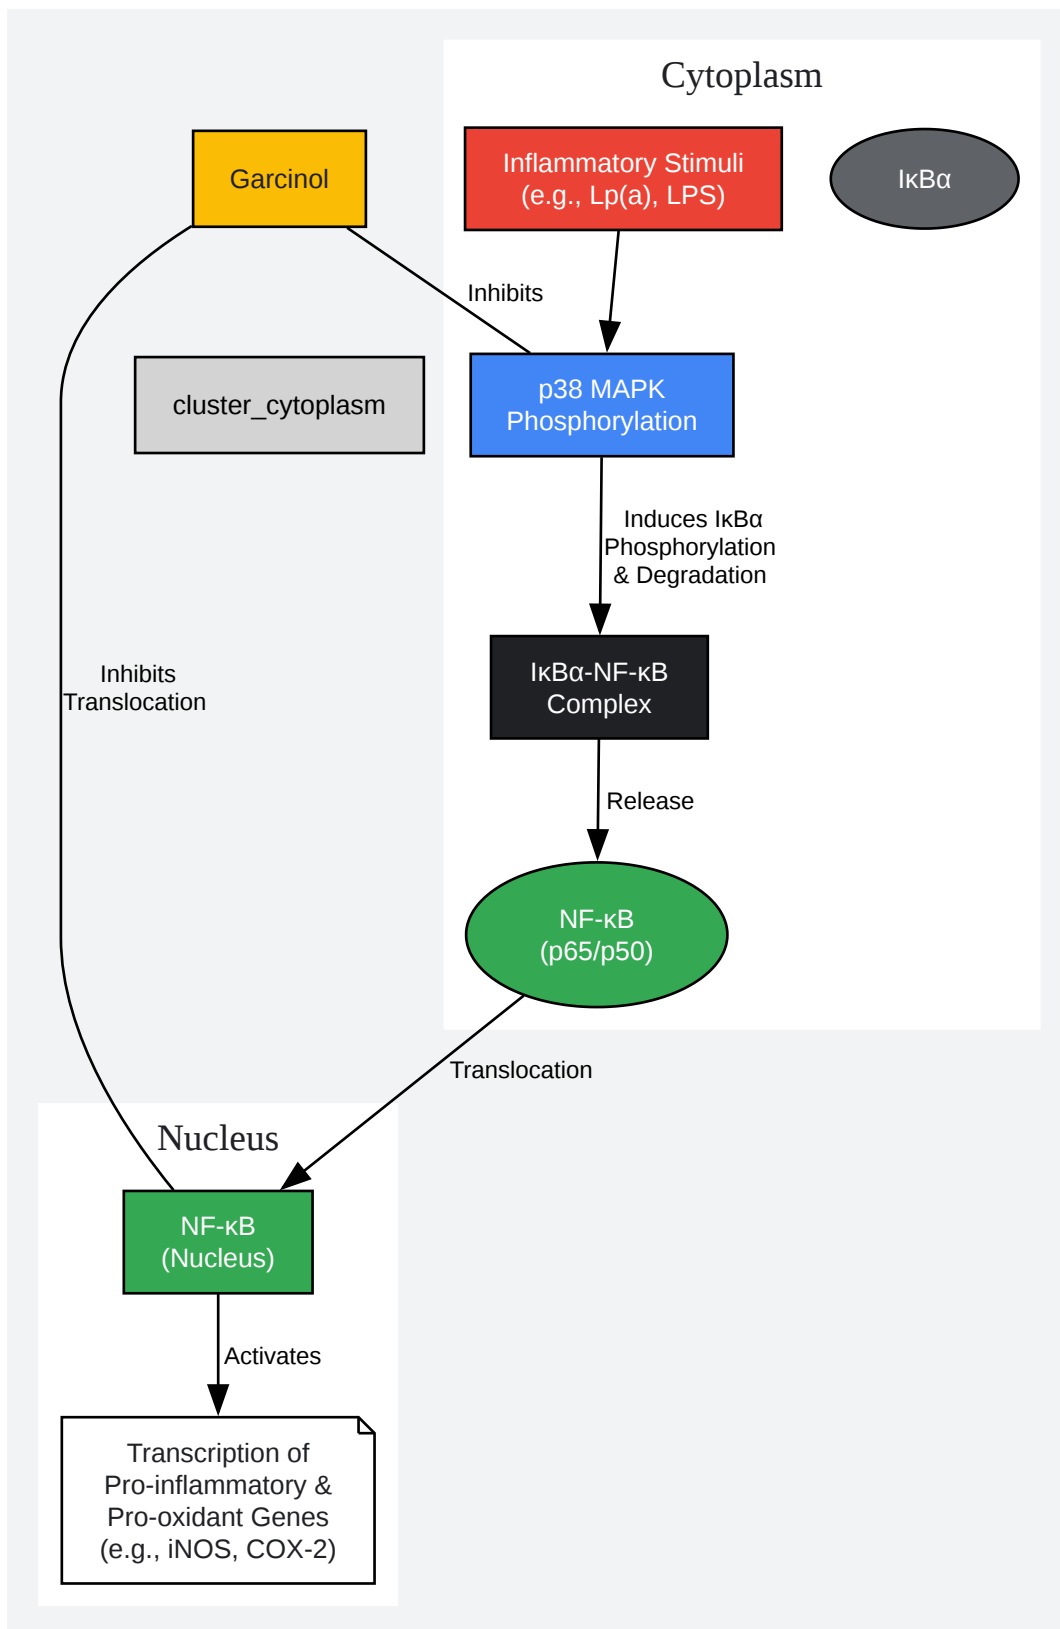 Cytoplasm
Garcinol
Inflammatory Stimuli
(e.g., Lp(a), LPS)
IκBα
Inhibits
cluster_cytoplasm
p38 MAPK
Phosphorylation
Induces IκBα
Phosphorylation
& Degradation
Inhibits
Translocation
IκBα-NF-κB
Complex
Release
NF-κB
(p65/p50)
Translocation
Nucleus
NF-κB
(Nucleus)
Activates
Transcription of
Pro-inflammatory &
Pro-oxidant Genes
(e.g., iNOS, COX-2)